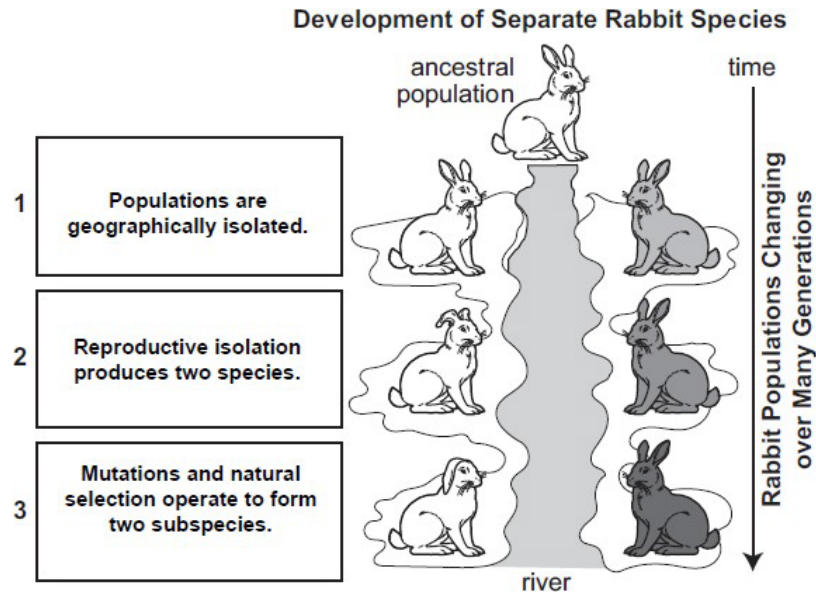 Development of Separate Rabbit Species
ancestral
population
time
1
Populations are
geographically isolated.
2
Reproductive isolation
produces two species.
3
Mutations and natural
selection operate to form
two subspecies.
river
Rabbit Populations Changing
over Many Generations